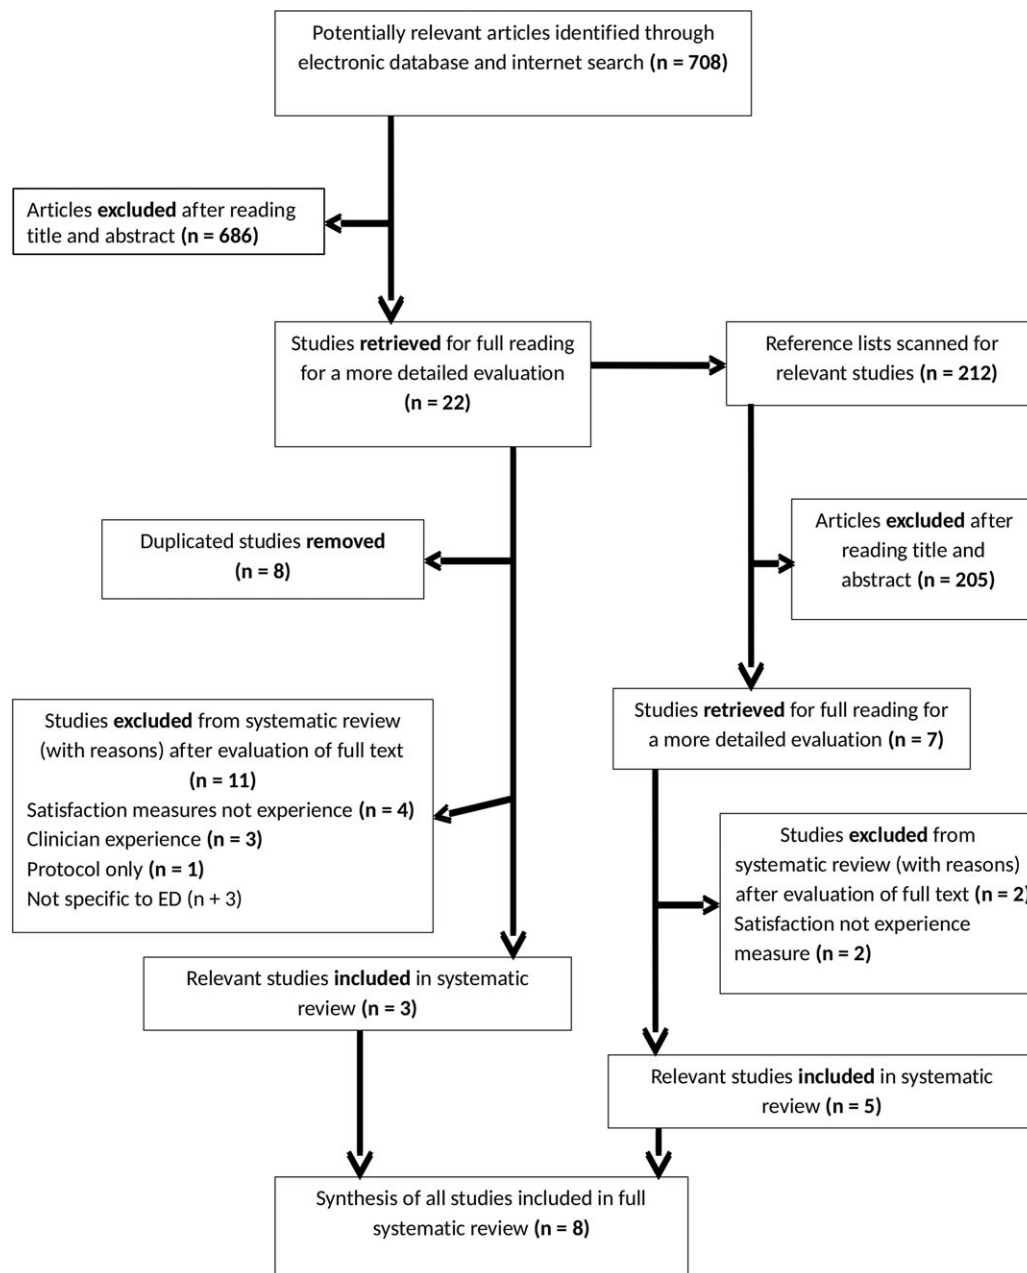 Potentially relevant articles identified through
electronic database and internet search (n = 708)
Articles excluded after reading
title and abstract (n = 686)
Studies retrieved for full reading
for a more detailed evaluation
(n = 22)
Reference lists scanned for
relevant studies (n = 212)
Articles excluded after
reading title and
abstract (n = 205)
Duplicated studies removed
(n = 8)
Studies retrieved for full reading for
a more detailed evaluation (n = 7)
Studies excluded from systematic review
(with reasons) after evaluation of full text
(n = 11)
Satisfaction measures not experience (n = 4)
Clinician experience (n = 3)
Protocol only (n = 1)
Not specific to ED (n + 3)
Studies excluded from
systematic review (with reasons)
after evaluation of full text (n = 2)
Satisfaction not experience
measure (n = 2)
Relevant studies included in systematic
review (n = 3)
Relevant studies included in systematic
review (n = 5)
Synthesis of all studies included in full
systematic review (n = 8)